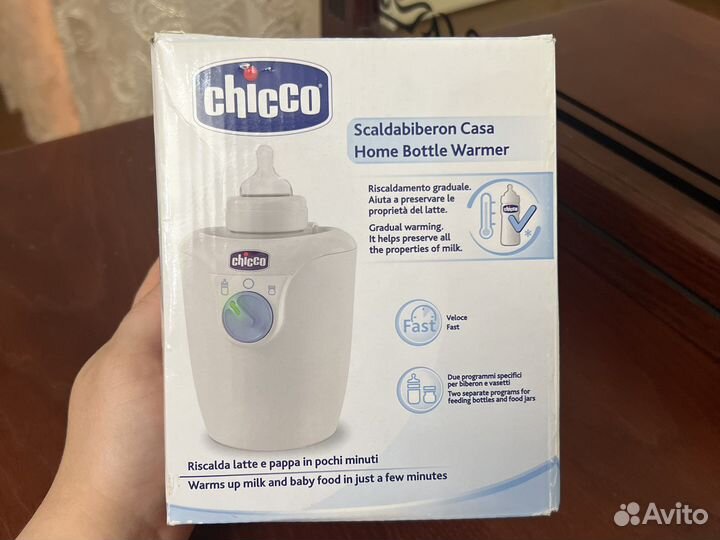 chicco
Scaldabiberon Casa
Home Bottle Warmer
Riscaldamento graduale.
Aiuta a preservare le
proprietà del latte.
Gradual warming.
It helps preserve all
the properties of milk.
chicco
*
chicco
Fast
Veloce
Fast
Due programmi specifici
per biberon e vasetti
Two separate programs for
feeding bottles and food jars
Riscalda latte e pappa in pochi minuti
Warms up milk and baby food in just a few minutes
Avito